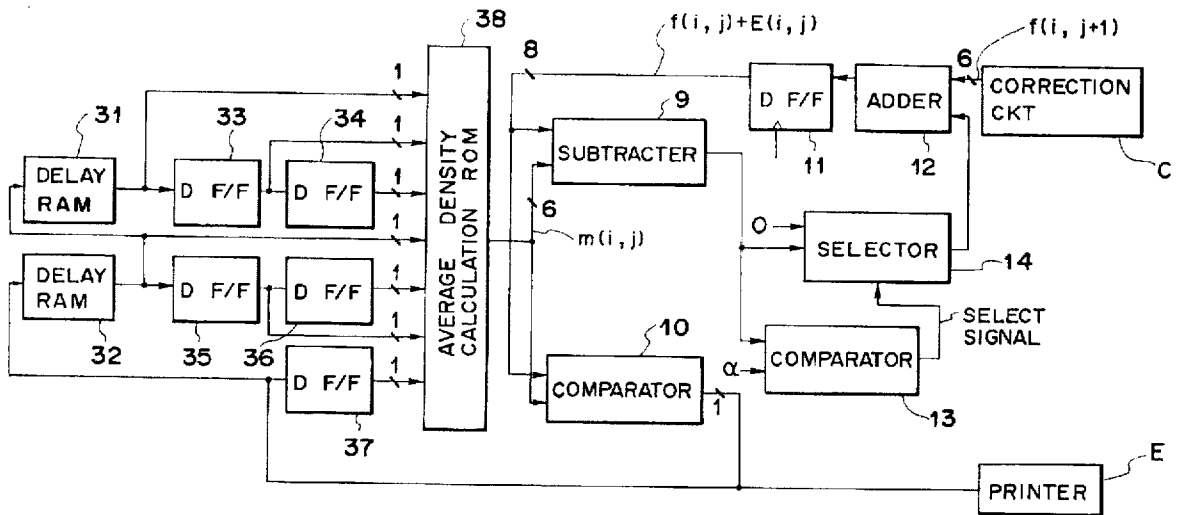 38
f(i, j)+E(i, j)
f(i, j+1)
8
6
1
9
31
33
34
1
DELAY
RAM
D F/F
D F/F
1
AVERAGE DENSITY
CALCULATION ROM
SUBTRACTER
D F/F
ADDER
CORRECTION
CKT
11
12
C
1
6
m(i, j)
0
SELECTOR
14
DELAY
RAM
D F/F
D F/F
1
32
35
36
1
10
SELECT
SIGNAL
D F/F
1
COMPARATOR
α
COMPARATOR
1
13
37
E
PRINTER